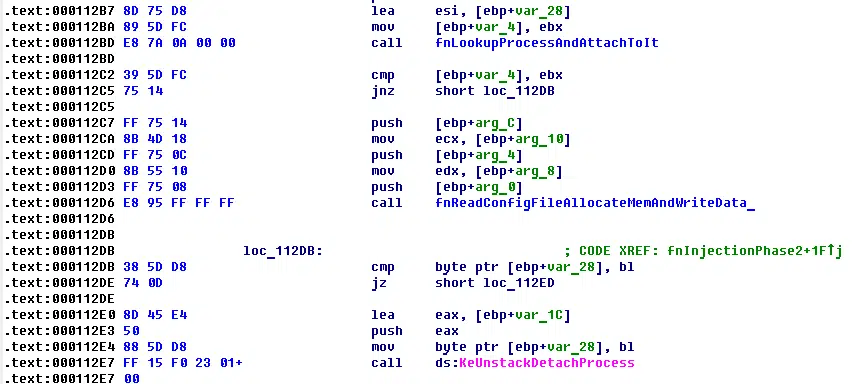 .text:000112B7 8D 75 D8 lea esi, [ebp+var_28]
.text:000112BA 89 5D FC mov [ebp+var_4], ebx
.text:000112BD E8 7A 0A 00 00 call fnLookupProcessAndAttachToIt
.text:000112BD
.text:000112C2 39 5D FC cmp [ebp+var_4], ebx
.text:000112C5 75 14 jnz short loc_112DB
.text:000112C5
.text:000112C7 FF 75 14 push [ebp+arg_C]
.text:000112CA 8B 4D 18 mov ecx, [ebp+arg_10]
.text:000112CD FF 75 0C push [ebp+arg_4]
.text:000112D0 8B 55 10 mov edx, [ebp+arg_8]
.text:000112D3 FF 75 08 push [ebp+arg_0]
.text:000112D6 E8 95 FF FF FF call fnReadConfigFileAllocateMemAndWriteData_
.text:000112D6
.text:000112DB
.text:000112DB loc_112DB: ; CODE XREF: fnInjectionPhase2+1F↑j
.text:000112DB 38 5D D8 cmp byte ptr [ebp+var_28], bl
.text:000112DE 74 0D jz short loc_112ED
.text:000112DE
.text:000112E0 8D 45 E4 lea eax, [ebp+var_1C]
.text:000112E3 50 push eax
.text:000112E4 88 5D D8 mov byte ptr [ebp+var_28], bl
.text:000112E7 FF 15 F0 23 01+ call ds:KeUnstackDetachProcess
.text:000112E7 00